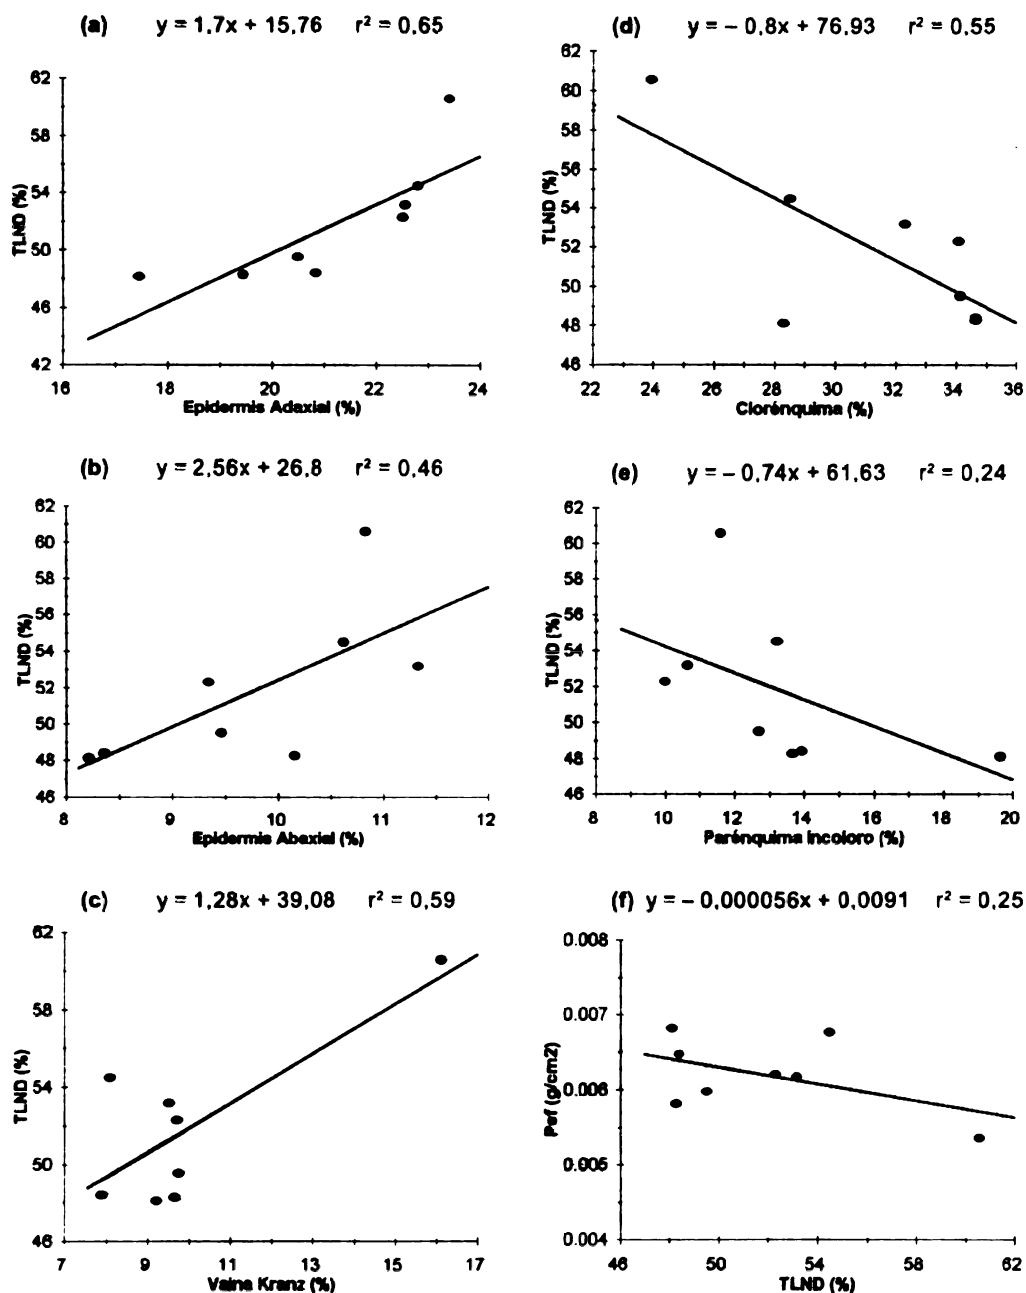 (a) y = 1,7x + 15,76 r² = 0,65
62
58
54
50
46
42
TLND (%)
16 18 20 22 24
Epidermis Adaxial (%)
(d) y = – 0,8x + 76,93 r² = 0,55
62
60
58
56
54
52
50
48
46
TLND (%)
22 24 26 28 30 32 34 36
Clorénquima (%)
(b) y = 2,56x + 26,8 r² = 0,46
62
60
58
56
54
52
50
48
46
TLND (%)
8 9 10 11 12
Epidermis Abaxial (%)
(e) y = – 0,74x + 61,63 r² = 0,24
62
60
58
56
54
52
50
48
46
TLND (%)
8 10 12 14 16 18 20
Parénquima Incoloro (%)
(c) y = 1,28x + 39,08 r² = 0,59
62
58
54
50
46
TLND (%)
7 9 11 13 15 17
Vaina Kranz (%)
(f) y = – 0,000056x + 0,0091 r² = 0,25
0.008
0.007
0.006
0.005
0.004
Pef (g/cm2)
46 50 54 58 62
TLND (%)